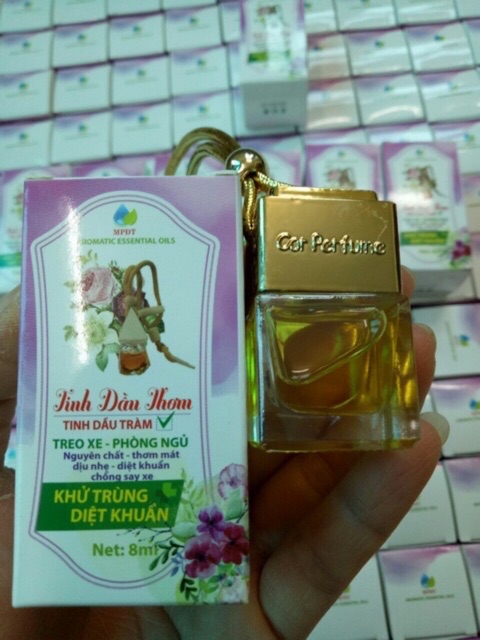 MPDT
AROMATIC ESSENTIAL OILS
Tinh Dầu Thơm
TINH DẦU TRÀM
TREO XE - PHÒNG NGỦ
Nguyên chất - thơm mát
dịu nhẹ - diệt khuẩn
chống say xe
KHỬ TRÙNG
DIỆT KHUẨN
Net: 8ml
Car Perfume